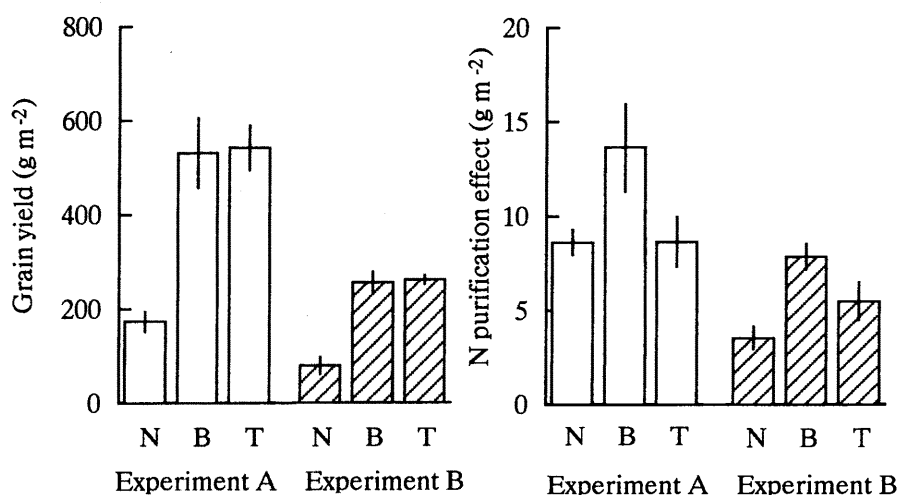 Grain yield (g m-2)
800
600
400
200
0
N B T N B T
Experiment A Experiment B
N purification effect (g m-2)
20
15
10
5
0
N B T N B T
Experiment A Experiment B